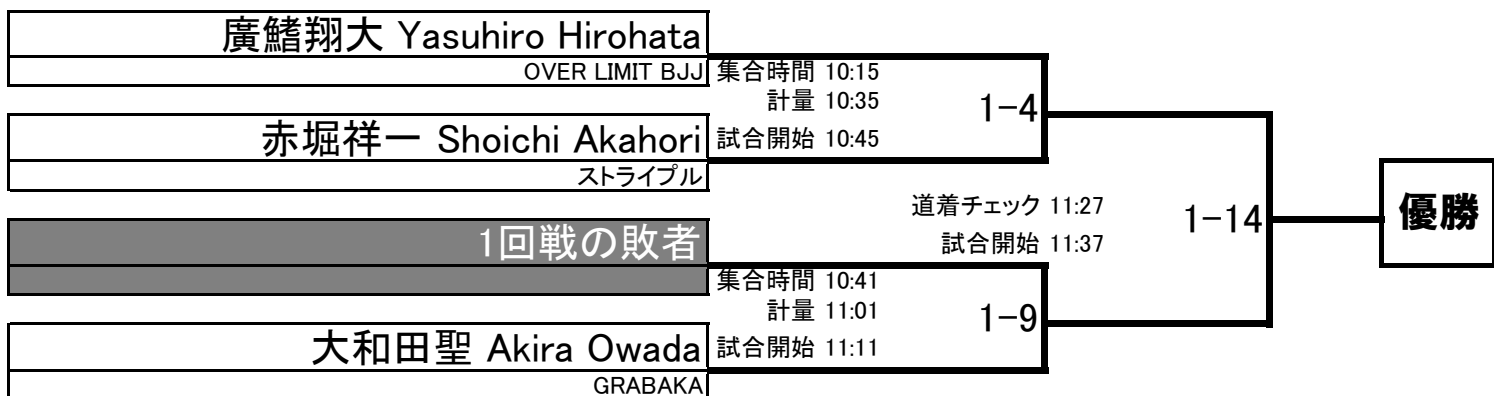 廣鰭翔大 Yasuhiro Hirohata
OVER LIMIT BJJ
集合時間 10:15
計量 10:35
1-4
赤堀祥一 Shoichi Akahori
試合開始 10:45
ストライプル
道着チェック 11:27
1-14
優勝
試合開始 11:37
1回戦の敗者
集合時間 10:41
計量 11:01
1-9
大和田聖 Akira Owada
試合開始 11:11
GRABAKA